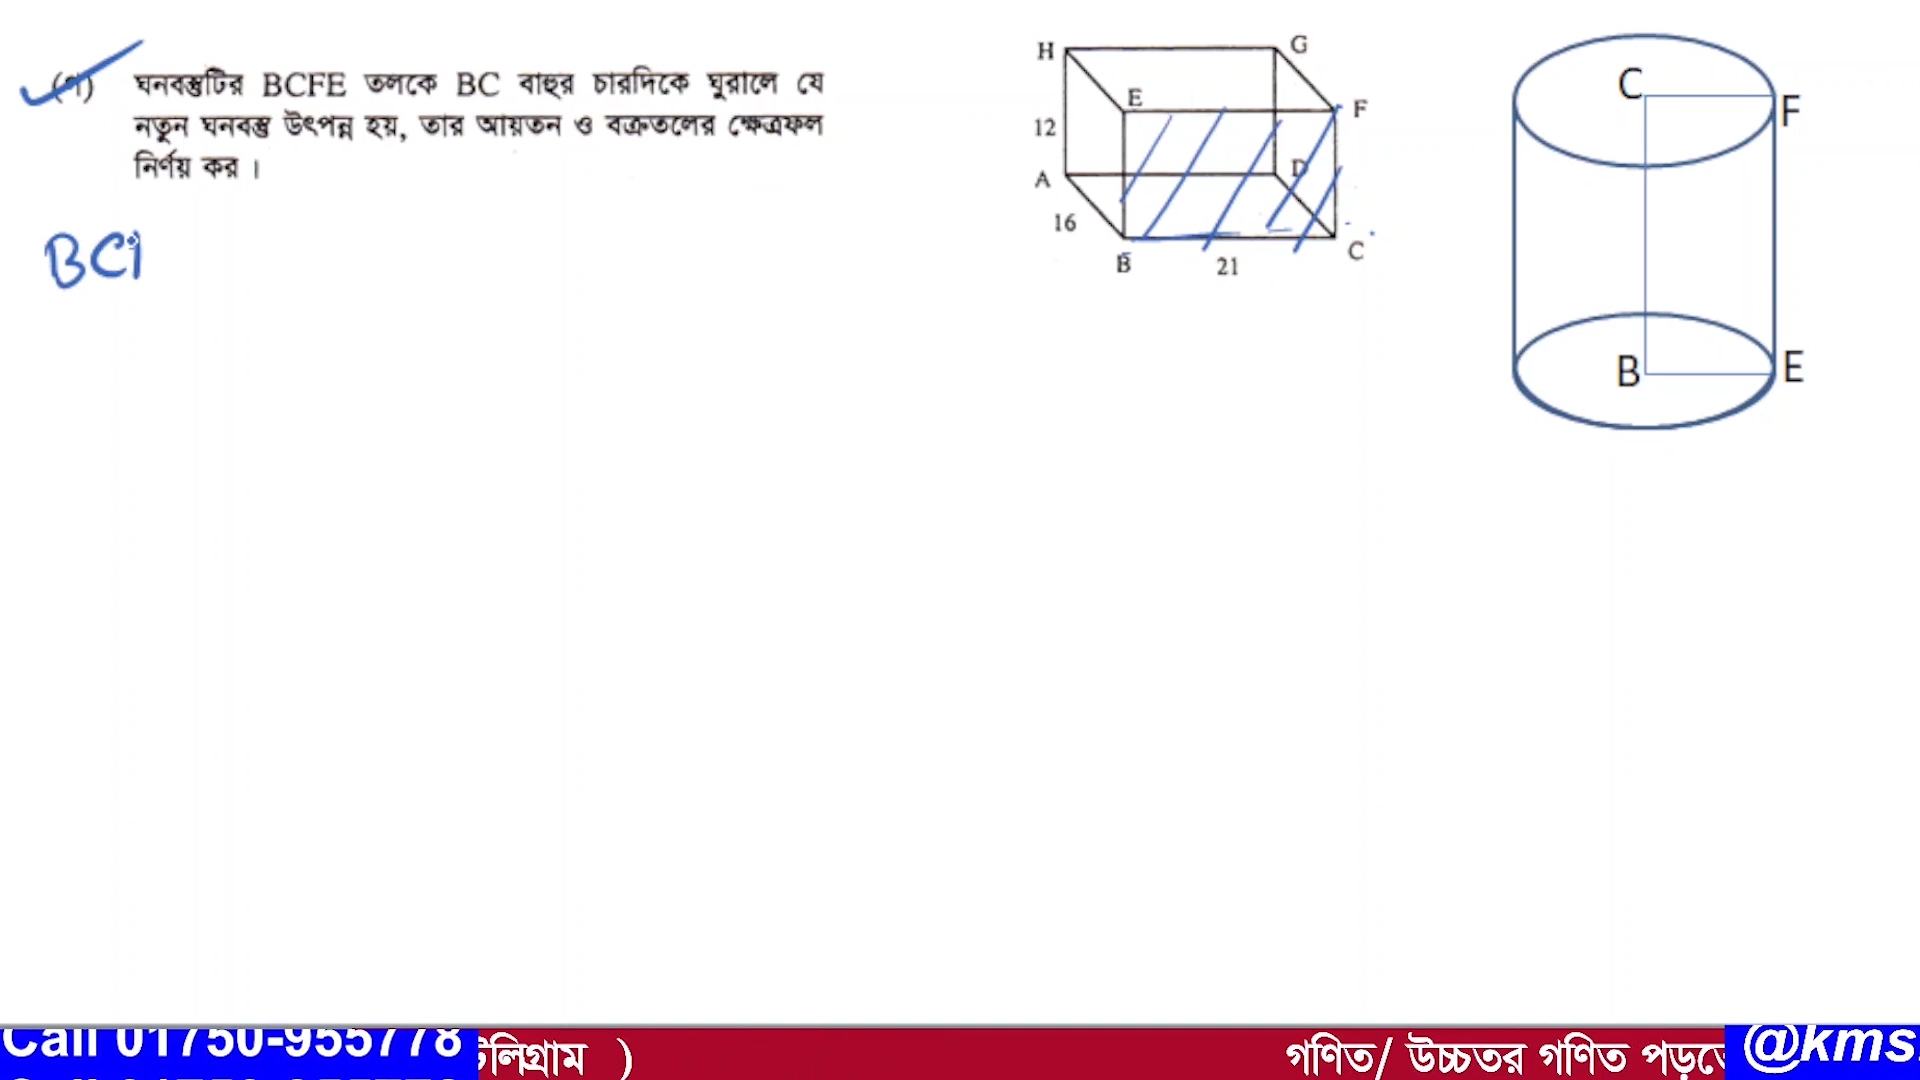 (গ) ঘনবস্তুটির BCFE তলকে BC বাহুর চারদিকে ঘুরালে যে
নতুন ঘনবস্তু উৎপন্ন হয়, তার আয়তন ও বক্রতলের ক্ষেত্রফল
নির্ণয় কর ।
BC
H
G
E
F
12
A
D
16
B
21
C
C
F
B
E
Call 01750-955778
)
গণিত/ উচ্চতর গণিত পড়তে
@kms